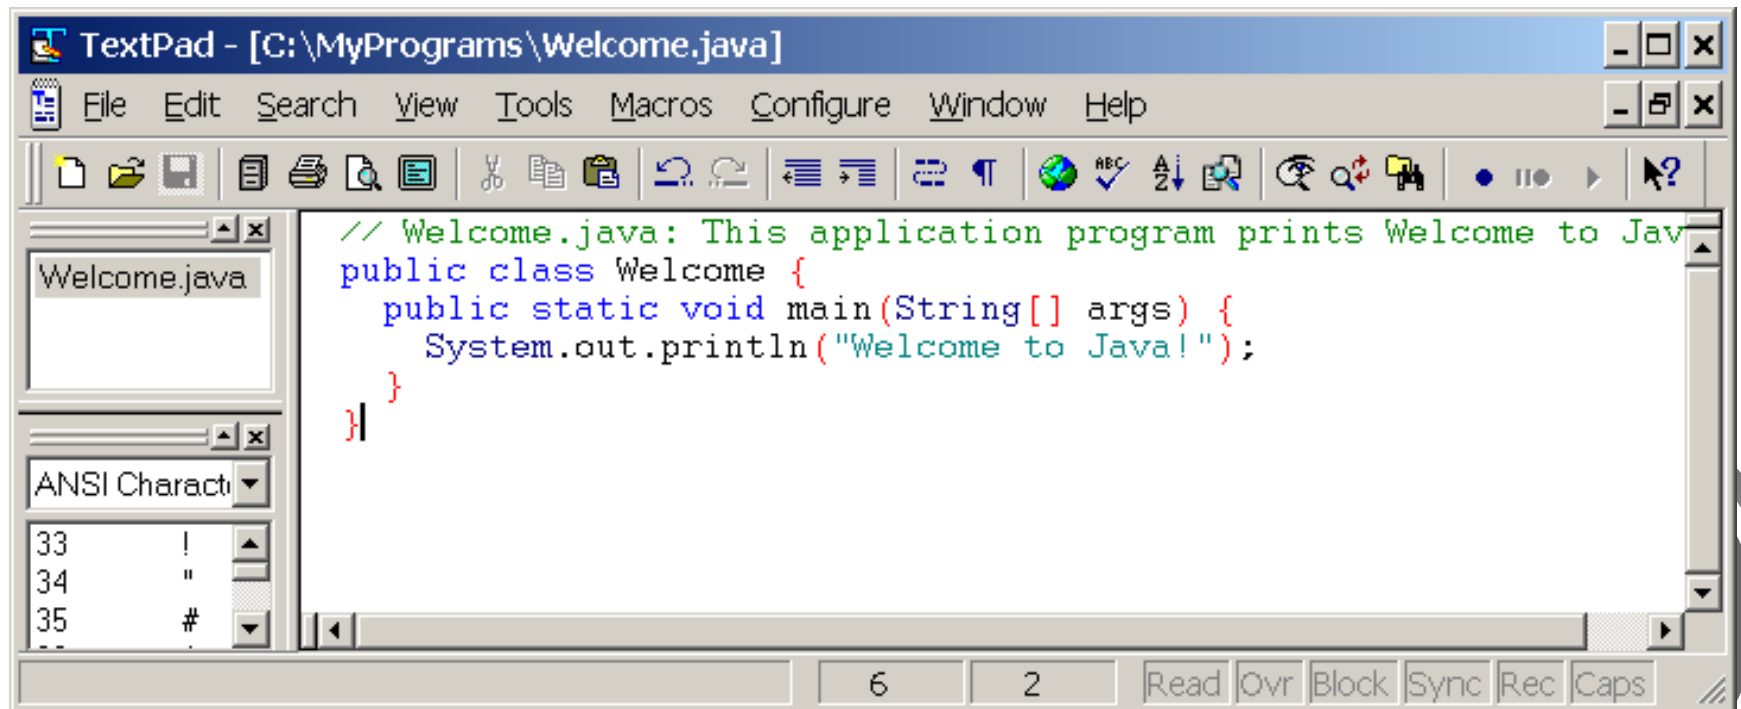 TextPad - [C:\MyPrograms\Welcome.java]
File Edit Search View Tools Macros Configure Window Help
Welcome.java
// Welcome.java: This application program prints Welcome to Jav
public class Welcome {
  public static void main(String[] args) {
    System.out.println("Welcome to Java!");
  }
}
ANSI Characte
33 !
34 "
35 #
6 2 Read Ovr Block Sync Rec Caps